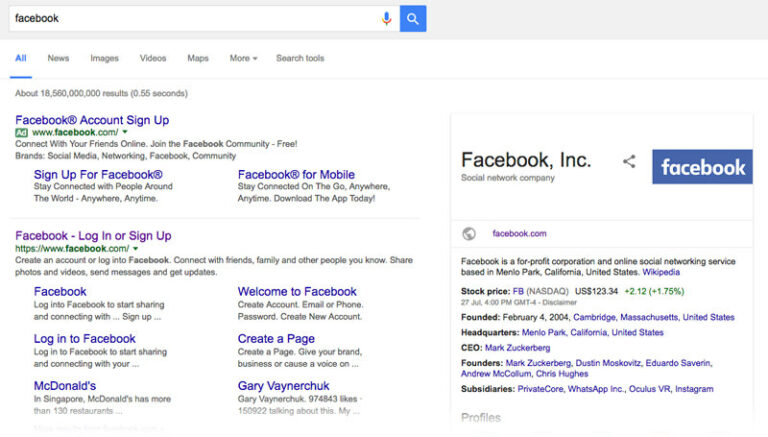 facebook
All News Images Videos Maps More Search tools
About 18,560,000,000 results (0.55 seconds)
Facebook® Account Sign Up
Ad www.facebook.com/
Connect With Your Friends Online. Join the Facebook Community - Free!
Brands: Social Media, Networking, Facebook, Community
Sign Up For Facebook®
Stay Connected with People Around
The World - Anywhere, Anytime.
Facebook® for Mobile
Stay Connected On The Go, Anywhere,
Anytime. Download The App Today!
Facebook - Log In or Sign Up
https://www.facebook.com/
Create an account or log into Facebook. Connect with friends, family and other people you know. Share
photos and videos, send messages and get updates.
Facebook
Log into Facebook to start sharing
and connecting with ... Sign up ...
Welcome to Facebook
Create Account. Email or Phone.
Password. Create New Account.
Log in to Facebook
Log into Facebook to start sharing
and connecting with your ...
Create a Page
Create a Page. Give your brand,
business or cause a voice on ...
McDonald's
In Singapore, McDonald's has more
than 130 restaurants ...
Gary Vaynerchuk
Gary Vaynerchuk. 974843 likes ·
150922 talking about this. My ...
Facebook, Inc.
Social network company
facebook
facebook.com
Facebook is a for-profit corporation and online social networking service
based in Menlo Park, California, United States. Wikipedia
Stock price: FB (NASDAQ) US$123.34 +2.12 (+1.75%)
27 Jul, 4:00 PM GMT-4 - Disclaimer
Founded: February 4, 2004, Cambridge, Massachusetts, United States
Headquarters: Menlo Park, California, United States
CEO: Mark Zuckerberg
Founders: Mark Zuckerberg, Dustin Moskovitz, Eduardo Saverin,
Andrew McCollum, Chris Hughes
Subsidiaries: PrivateCore, WhatsApp Inc., Oculus VR, Instagram
Profiles